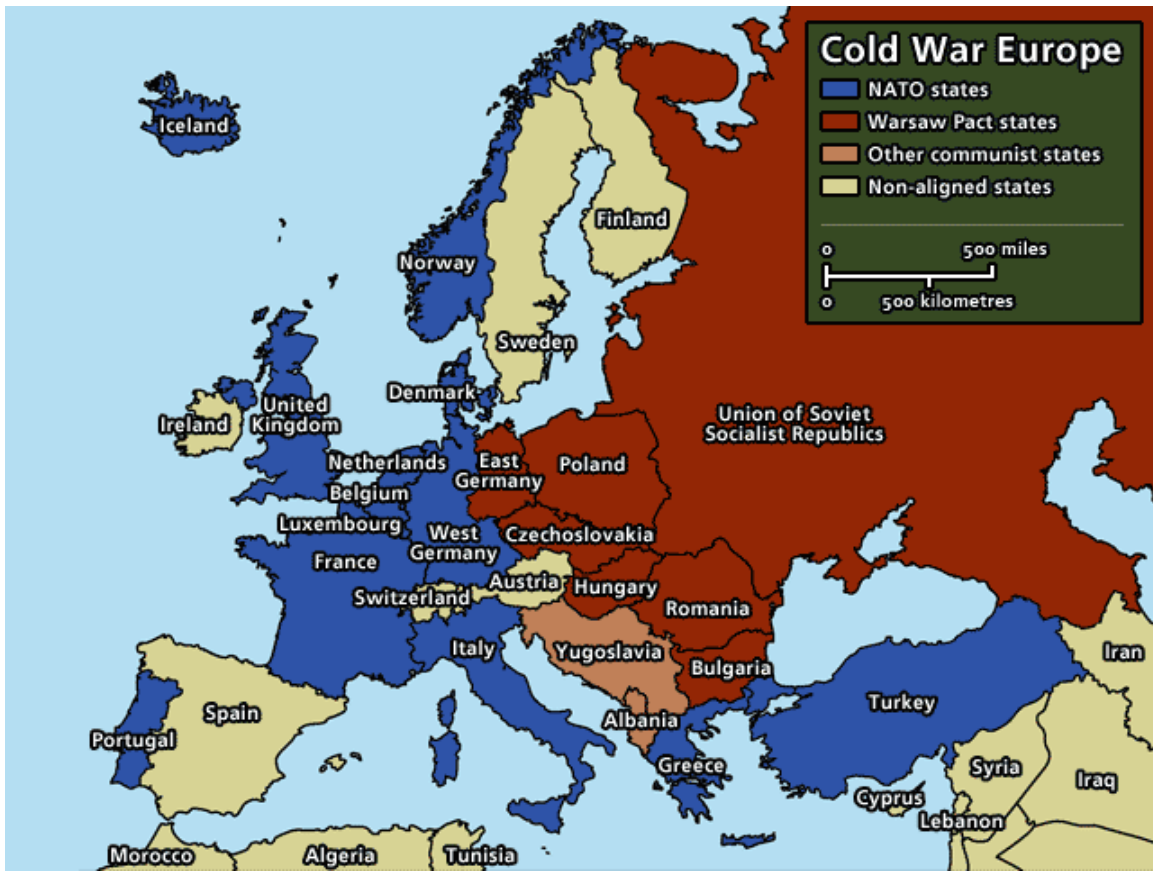 Cold War Europe
NATO states
Warsaw Pact states
Other communist states
Non-aligned states
0 500 miles
0 500 kilometres
Iceland
Finland
Norway
Sweden
Denmark
United
Kingdom
Ireland
Union of Soviet
Socialist Republics
Netherlands
East
Germany
Poland
Belgium
Luxembourg
West
Germany
Czechoslovakia
France
Austria
Hungary
Switzerland
Romania
Italy
Yugoslavia
Bulgaria
Iran
Spain
Turkey
Portugal
Albania
Greece
Syria
Iraq
Cyprus
Lebanon
Morocco
Algeria
Tunisia